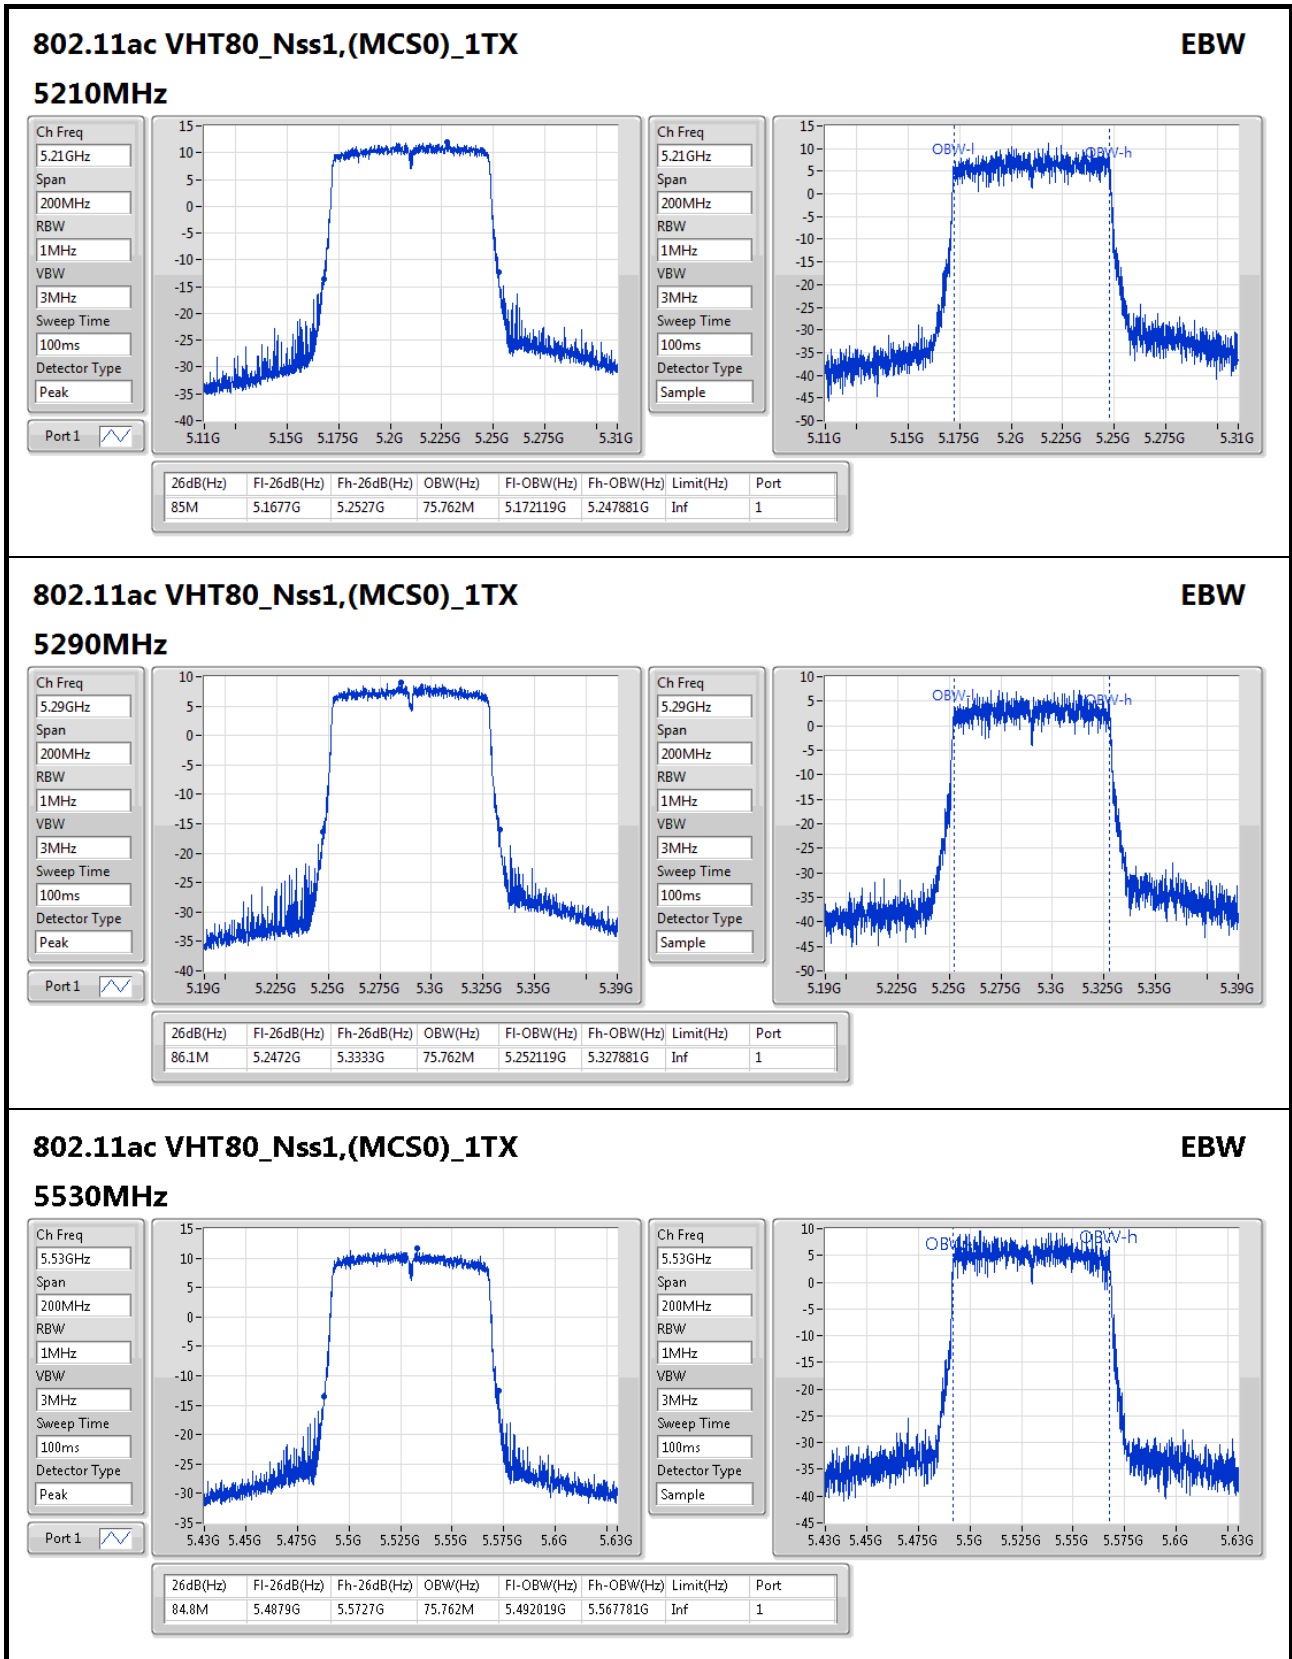 802.11ac VHT80_Nss1,(MCS0)_1TX EBW
5210MHz
Ch Freq
5.21GHz
Span
200MHz
RBW
1MHz
VBW
3MHz
Sweep Time
100ms
Detector Type
Peak
Port 1
15
10
5
0
-5
-10
-15
-20
-25
-30
-35
-40
5.11G 5.15G 5.175G 5.2G 5.225G 5.25G 5.275G 5.31G
Ch Freq
5.21GHz
Span
200MHz
RBW
1MHz
VBW
3MHz
Sweep Time
100ms
Detector Type
Sample
15
10
5
0
-5
-10
-15
-20
-25
-30
-35
-40
-45
-50
OBW-l OBW-h
5.11G 5.15G 5.175G 5.2G 5.225G 5.25G 5.275G 5.31G
26dB(Hz) Fl-26dB(Hz) Fh-26dB(Hz) OBW(Hz) Fl-OBW(Hz) Fh-OBW(Hz) Limit(Hz) Port
85M 5.1677G 5.2527G 75.762M 5.172119G 5.247881G Inf 1
802.11ac VHT80_Nss1,(MCS0)_1TX EBW
5290MHz
Ch Freq
5.29GHz
Span
200MHz
RBW
1MHz
VBW
3MHz
Sweep Time
100ms
Detector Type
Peak
Port 1
10
5
0
-5
-10
-15
-20
-25
-30
-35
-40
5.19G 5.225G 5.25G 5.275G 5.3G 5.325G 5.35G 5.39G
Ch Freq
5.29GHz
Span
200MHz
RBW
1MHz
VBW
3MHz
Sweep Time
100ms
Detector Type
Sample
10
5
0
-5
-10
-15
-20
-25
-30
-35
-40
-45
-50
OBW-l OBW-h
5.19G 5.225G 5.25G 5.275G 5.3G 5.325G 5.35G 5.39G
26dB(Hz) Fl-26dB(Hz) Fh-26dB(Hz) OBW(Hz) Fl-OBW(Hz) Fh-OBW(Hz) Limit(Hz) Port
86.1M 5.2472G 5.3333G 75.762M 5.252119G 5.327881G Inf 1
802.11ac VHT80_Nss1,(MCS0)_1TX EBW
5530MHz
Ch Freq
5.53GHz
Span
200MHz
RBW
1MHz
VBW
3MHz
Sweep Time
100ms
Detector Type
Peak
Port 1
15
10
5
0
-5
-10
-15
-20
-25
-30
-35
5.43G 5.45G 5.475G 5.5G 5.525G 5.55G 5.575G 5.6G 5.63G
Ch Freq
5.53GHz
Span
200MHz
RBW
1MHz
VBW
3MHz
Sweep Time
100ms
Detector Type
Sample
10
5
0
-5
-10
-15
-20
-25
-30
-35
-40
-45
OBW-h
5.43G 5.45G 5.475G 5.5G 5.525G 5.55G 5.575G 5.6G 5.63G
26dB(Hz) Fl-26dB(Hz) Fh-26dB(Hz) OBW(Hz) Fl-OBW(Hz) Fh-OBW(Hz) Limit(Hz) Port
84.8M 5.4879G 5.5727G 75.762M 5.492019G 5.567781G Inf 1